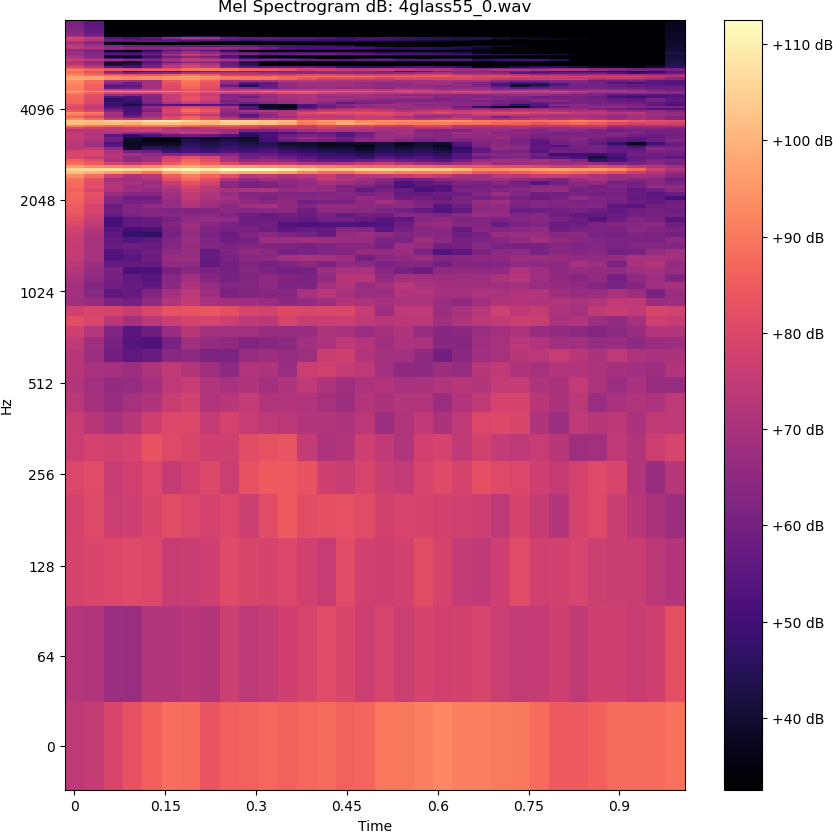 Mel Spectrogram dB: 4glass55_0.wav
+110 dB
4096
+100 dB
2048
+90 dB
1024
+80 dB
Hz
512
+70 dB
256
+60 dB
128
+50 dB
64
+40 dB
0
0 0.15 0.3 0.45 0.6 0.75 0.9
Time